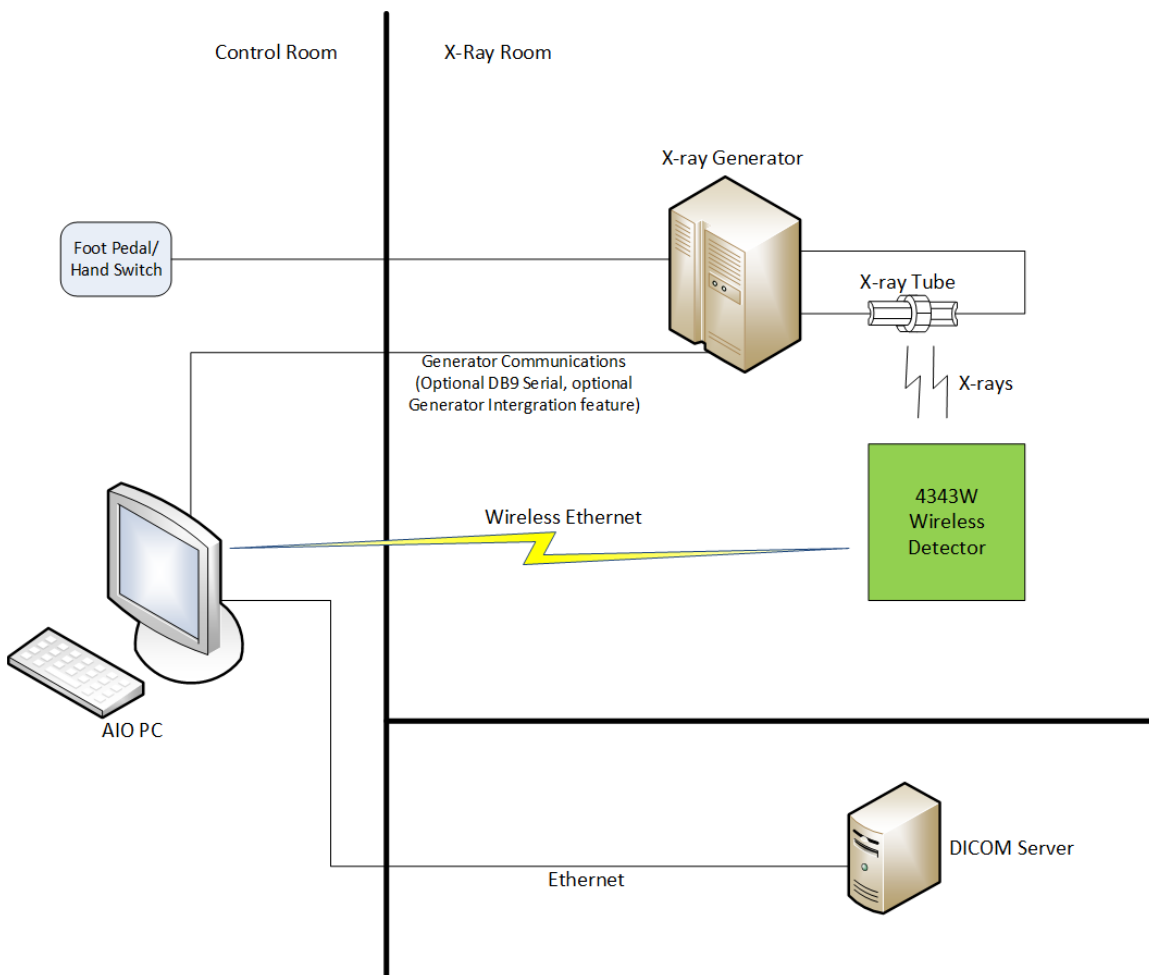 Control Room
X-Ray Room
X-ray Generator
Foot Pedal/
Hand Switch
X-ray Tube
Generator Communications
(Optional DB9 Serial, optional
Generator Intergration feature)
X-rays
4343W
Wireless
Detector
Wireless Ethernet
AIO PC
DICOM Server
Ethernet